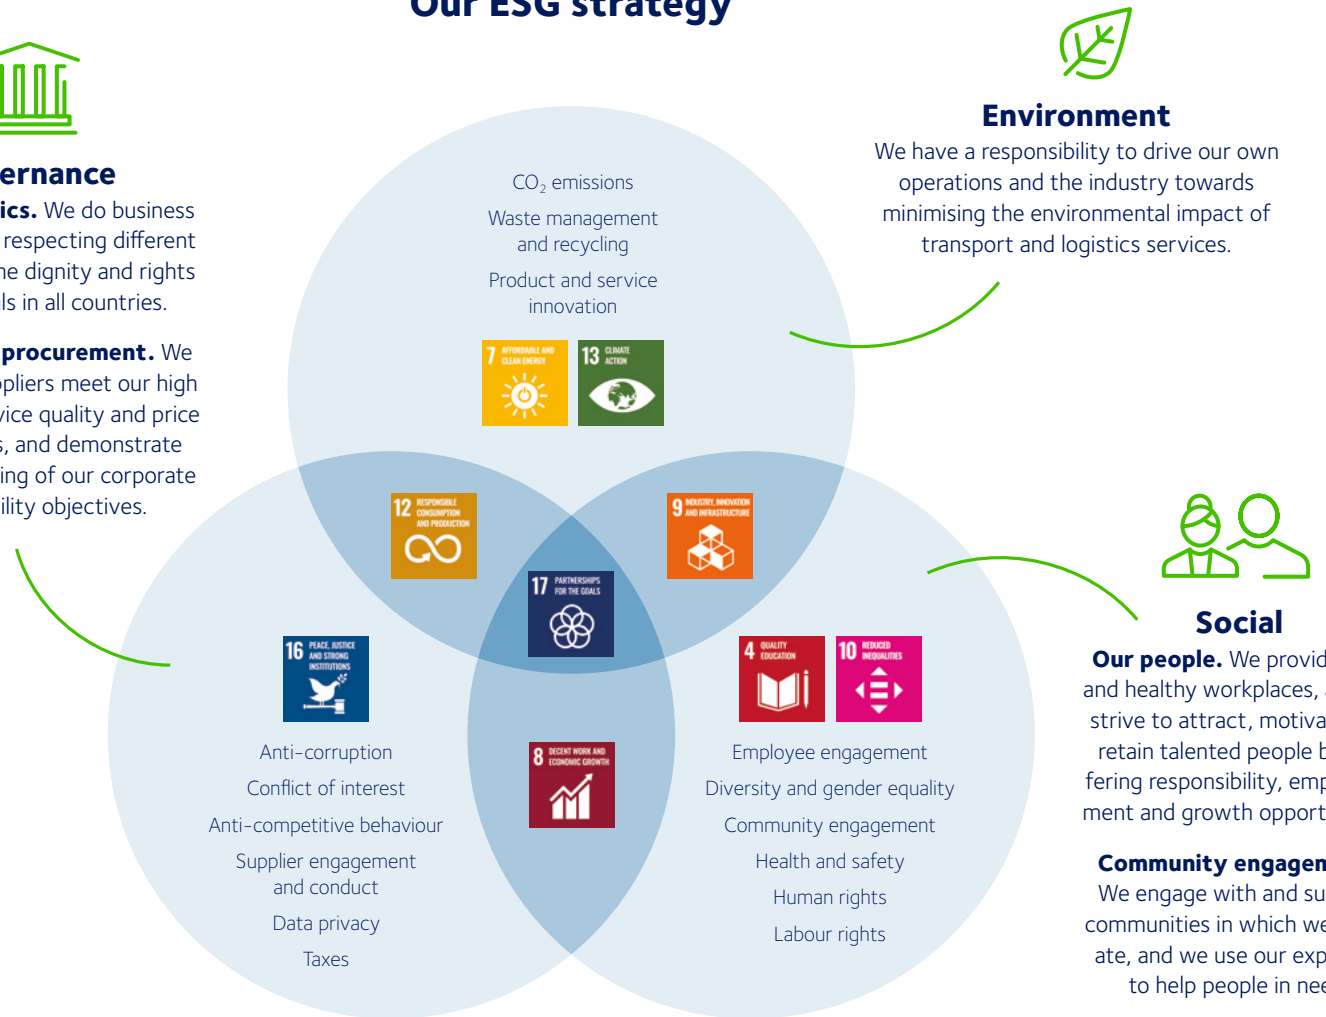 Our ESG strategy
ernance
ics. We do business
respecting different
ne dignity and rights
ls in all countries.
procurement. We
pliers meet our high
vice quality and price
s, and demonstrate
ing of our corporate
ility objectives.
Environment
We have a responsibility to drive our own
operations and the industry towards
minimising the environmental impact of
transport and logistics services.
CO₂ emissions
Waste management
and recycling
Product and service
innovation
7 AFFORDABLE AND
CLEAN ENERGY
13 CLIMATE
ACTION
12 RESPONSIBLE
CONSUMPTION
AND PRODUCTION
9 INDUSTRY, INNOVATION
AND INFRASTRUCTURE
17 PARTNERSHIPS
FOR THE GOALS
16 PEACE, JUSTICE
AND STRONG
INSTITUTIONS
Anti-corruption
Conflict of interest
Anti-competitive behaviour
Supplier engagement
and conduct
Data privacy
Taxes
8 DECENT WORK AND
ECONOMIC GROWTH
4 QUALITY
EDUCATION
10 REDUCED
INEQUALITIES
Employee engagement
Diversity and gender equality
Community engagement
Health and safety
Human rights
Labour rights
Social
Our people. We provid
and healthy workplaces,
strive to attract, motiva
retain talented people b
fering responsibility, emp
ment and growth opport
Community engagem
We engage with and su
communities in which we
ate, and we use our exp
to help people in nee